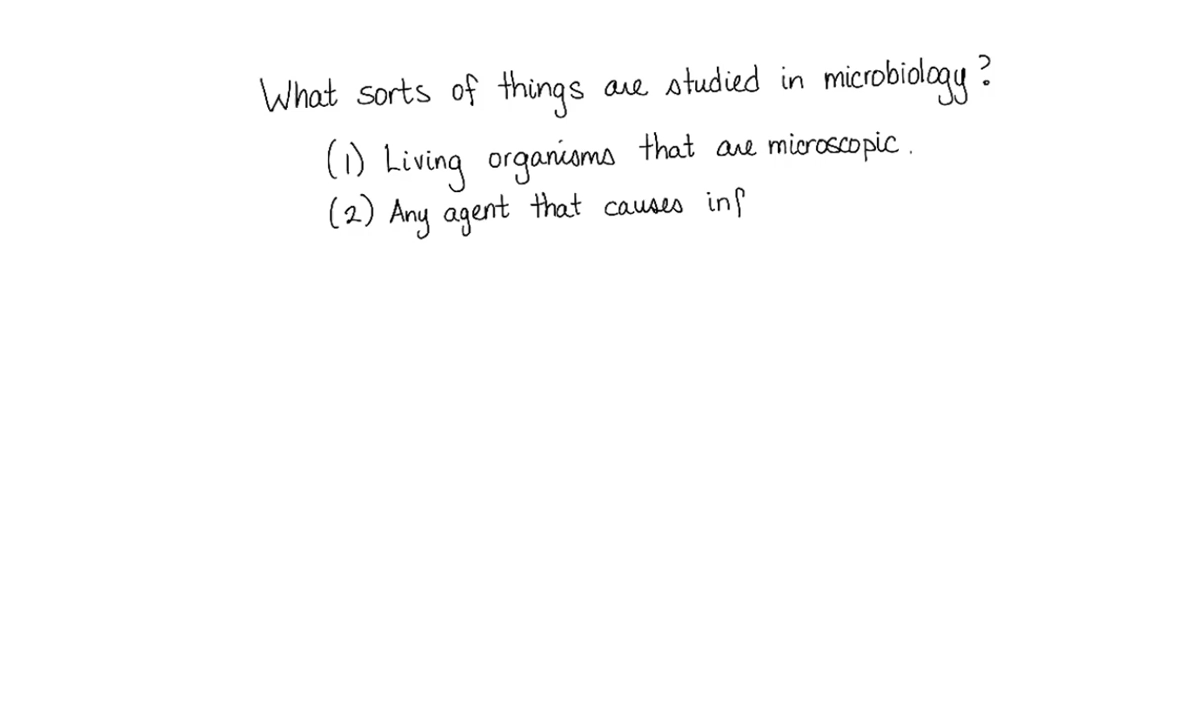 What sorts of things are studied in microbiology?
(1) Living organisms that are microscopic.
(2) Any agent that causes inf